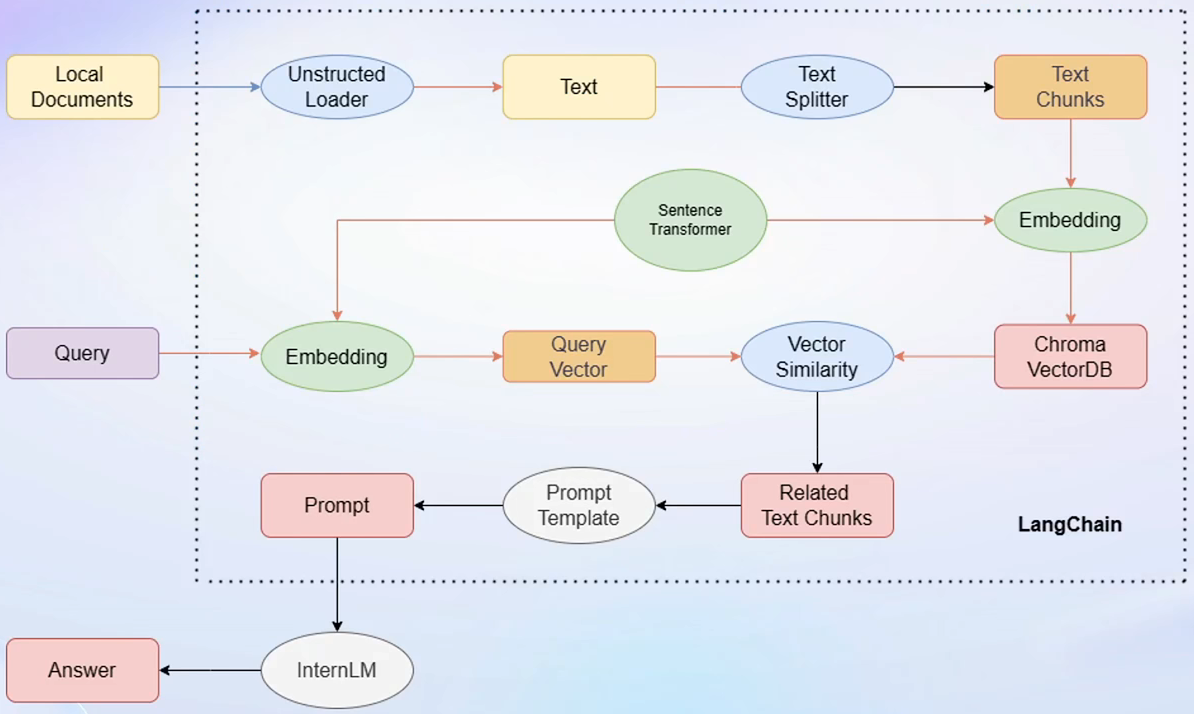 Local
Documents
Unstructed
Loader
Text
Text
Splitter
Text
Chunks
Sentence
Transformer
Embedding
Query
Embedding
Query
Vector
Vector
Similarity
Chroma
VectorDB
Prompt
Prompt
Template
Related
Text Chunks
LangChain
Answer
InternLM